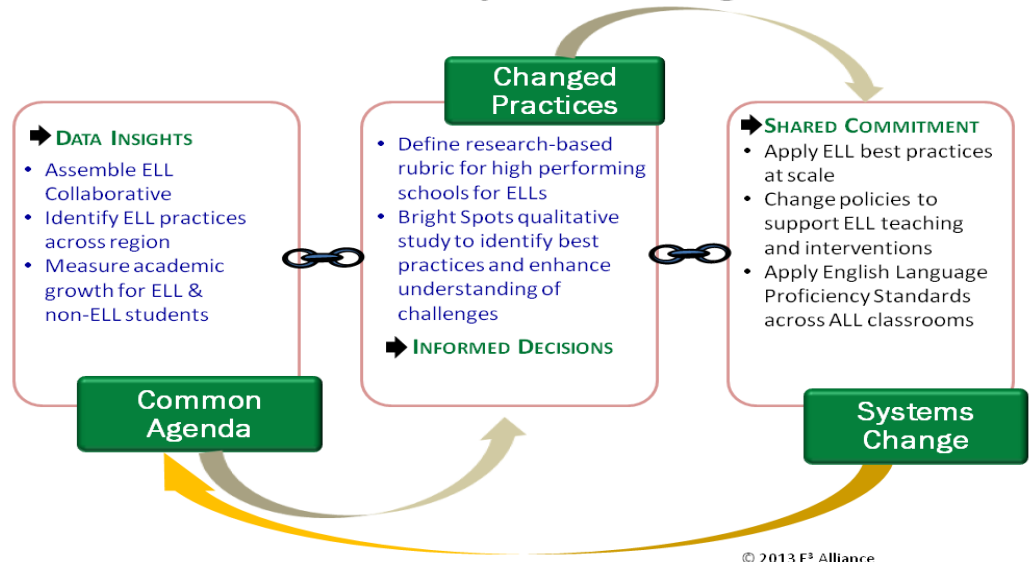 Changed
Practices
DATA INSIGHTS
• Assemble ELL
Collaborative
• Identify ELL practices
across region
• Measure academic
growth for ELL &
non-ELL students
Common
Agenda
• Define research-based
rubric for high performing
schools for ELLs
• Bright Spots qualitative
study to identify best
practices and enhance
understanding of
challenges
INFORMED DECISIONS
SHARED COMMITMENT
• Apply ELL best practices
at scale
• Change policies to
support ELL teaching
and interventions
• Apply English Language
Proficiency Standards
across ALL classrooms
Systems
Change
© 2013 E³ Alliance